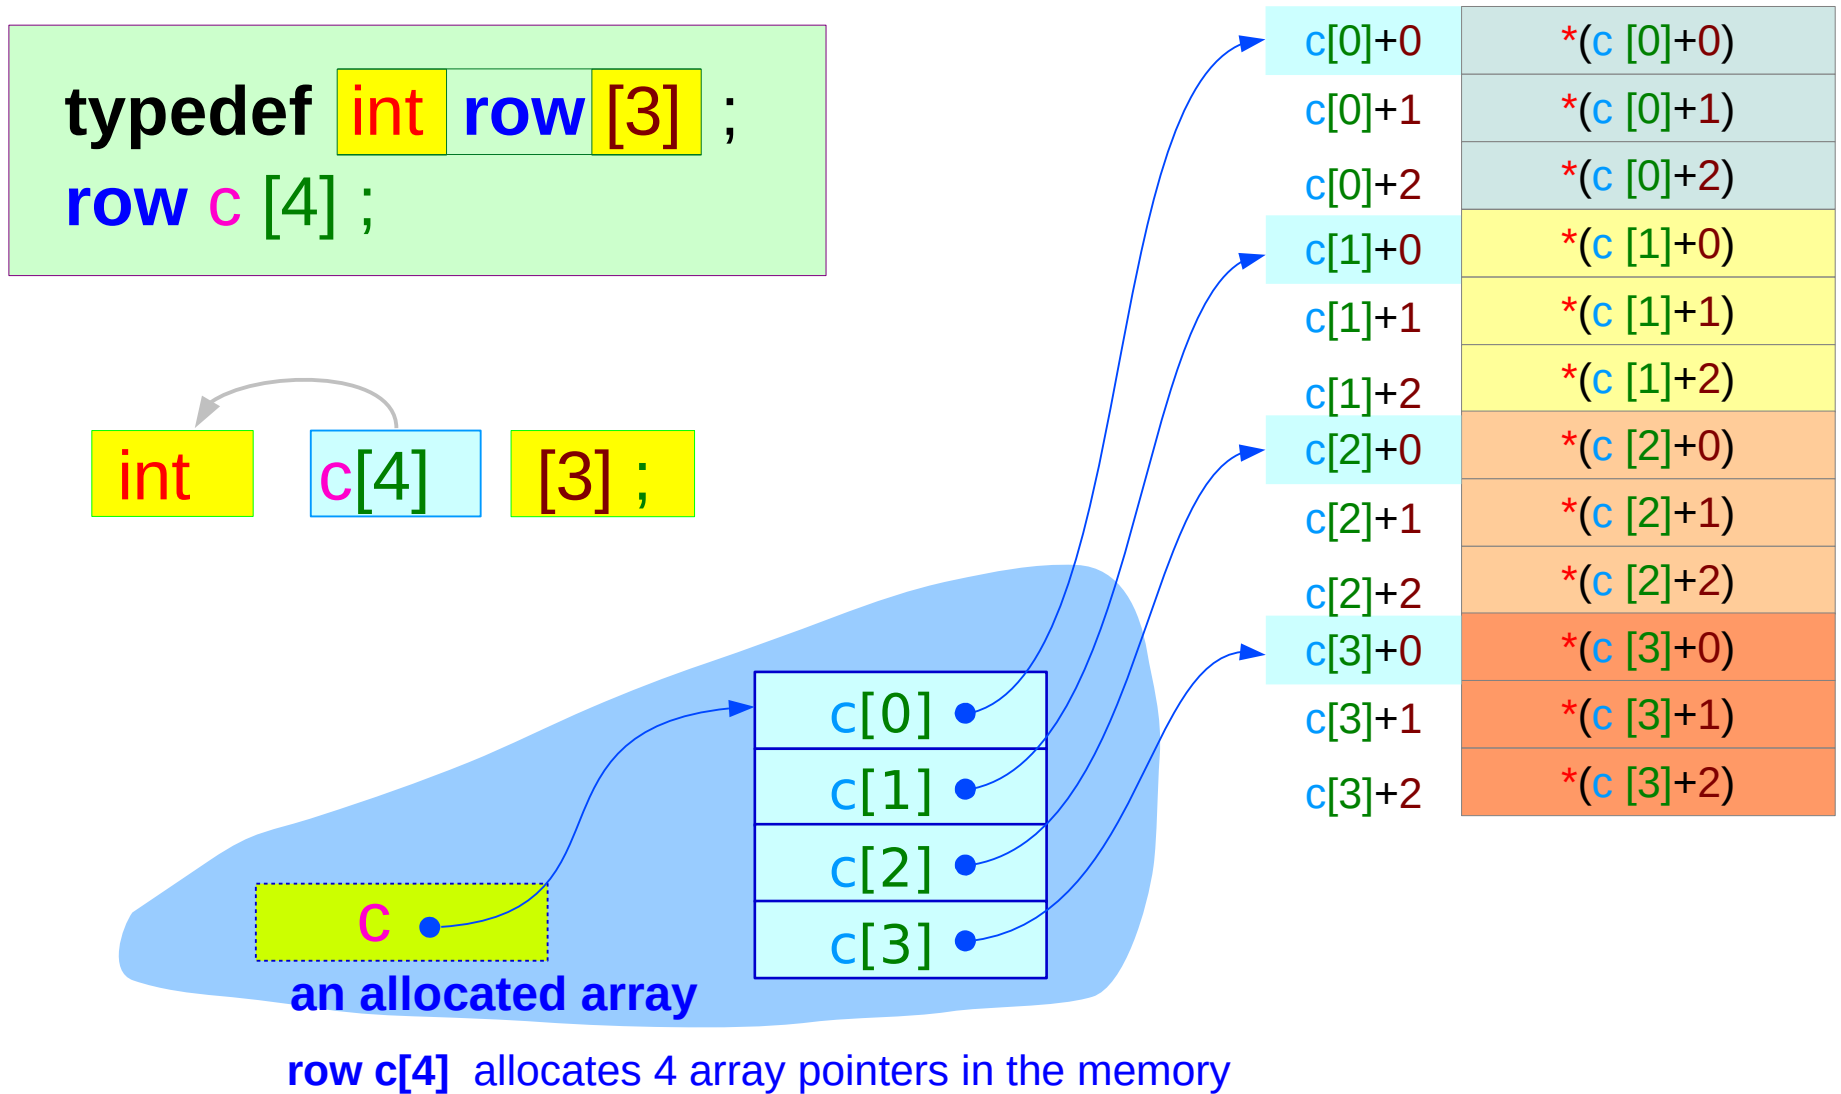 typedef int row [3] ;
row c [4] ;
int c[4] [3] ;
c[0]
c[1]
c[2]
c[3]
c
an allocated array
row c[4] allocates 4 array pointers in the memory
c[0]+0 *(c [0]+0)
c[0]+1 *(c [0]+1)
c[0]+2 *(c [0]+2)
c[1]+0 *(c [1]+0)
c[1]+1 *(c [1]+1)
c[1]+2 *(c [1]+2)
c[2]+0 *(c [2]+0)
c[2]+1 *(c [2]+1)
c[2]+2 *(c [2]+2)
c[3]+0 *(c [3]+0)
c[3]+1 *(c [3]+1)
c[3]+2 *(c [3]+2)